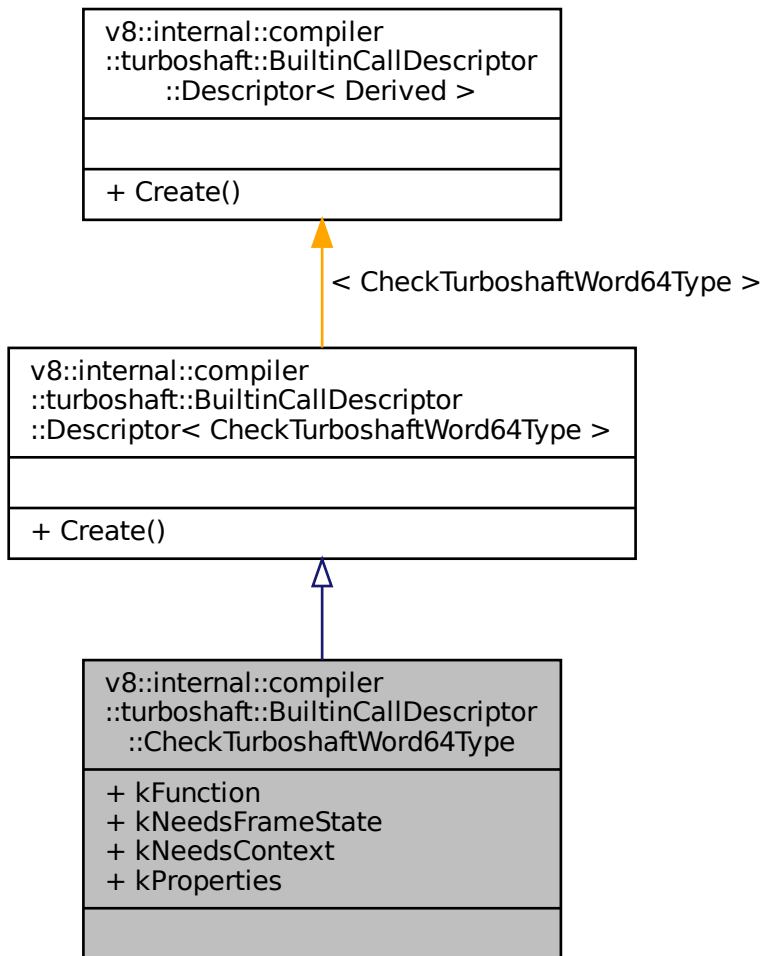 v8::internal::compiler
::turboshaft::BuiltinCallDescriptor
::Descriptor< Derived >
+ Create()
< CheckTurboshaftWord64Type >
v8::internal::compiler
::turboshaft::BuiltinCallDescriptor
::Descriptor< CheckTurboshaftWord64Type >
+ Create()
v8::internal::compiler
::turboshaft::BuiltinCallDescriptor
::CheckTurboshaftWord64Type
+ kFunction
+ kNeedsFrameState
+ kNeedsContext
+ kProperties